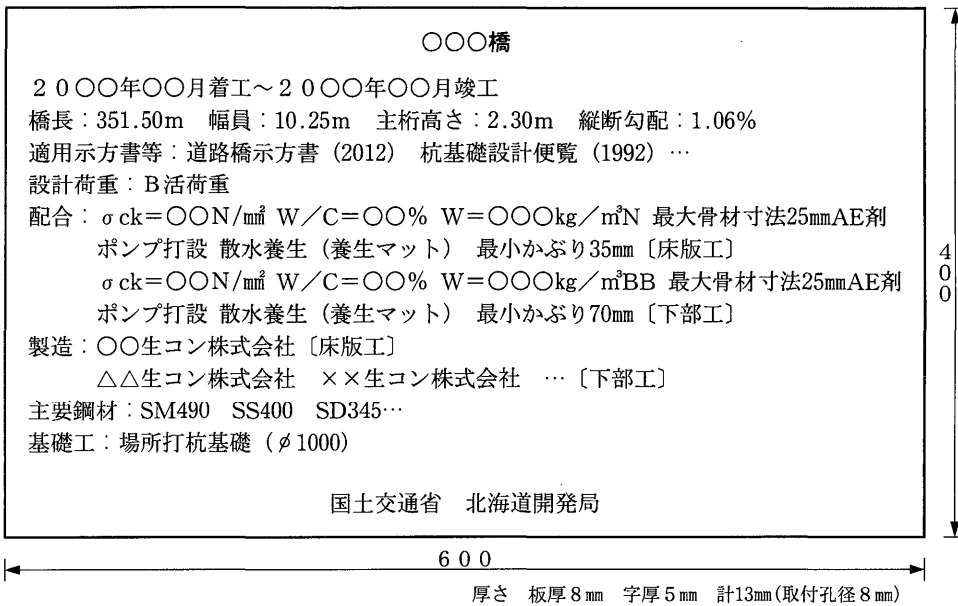 ○○○橋
２０○○年○○月着工～２０○○年○○月竣工
橋長：351.50m　幅員：10.25m　主桁高さ：2.30m　縦断勾配：1.06%
適用示方書等：道路橋示方書（2012）　杭基礎設計便覧（1992）…
設計荷重：Ｂ活荷重
配合：σck＝○○N/㎟ W／C＝○○% W＝○○○kg／㎥N 最大骨材寸法25㎜AE剤
ポンプ打設 散水養生（養生マット）　最小かぶり35㎜〔床版工〕
σck＝○○N/㎟ W／C＝○○% W＝○○○kg／㎥BB 最大骨材寸法25㎜AE剤
ポンプ打設 散水養生（養生マット）　最小かぶり70㎜〔下部工〕
製造：○○生コン株式会社〔床版工〕
△△生コン株式会社　××生コン株式会社　…〔下部工〕
主要鋼材：SM490　SS400　SD345…
基礎工：場所打杭基礎（φ1000）
国土交通省　北海道開発局
４００
６００
厚さ　板厚８㎜　字厚５㎜　計13㎜(取付孔径８㎜)